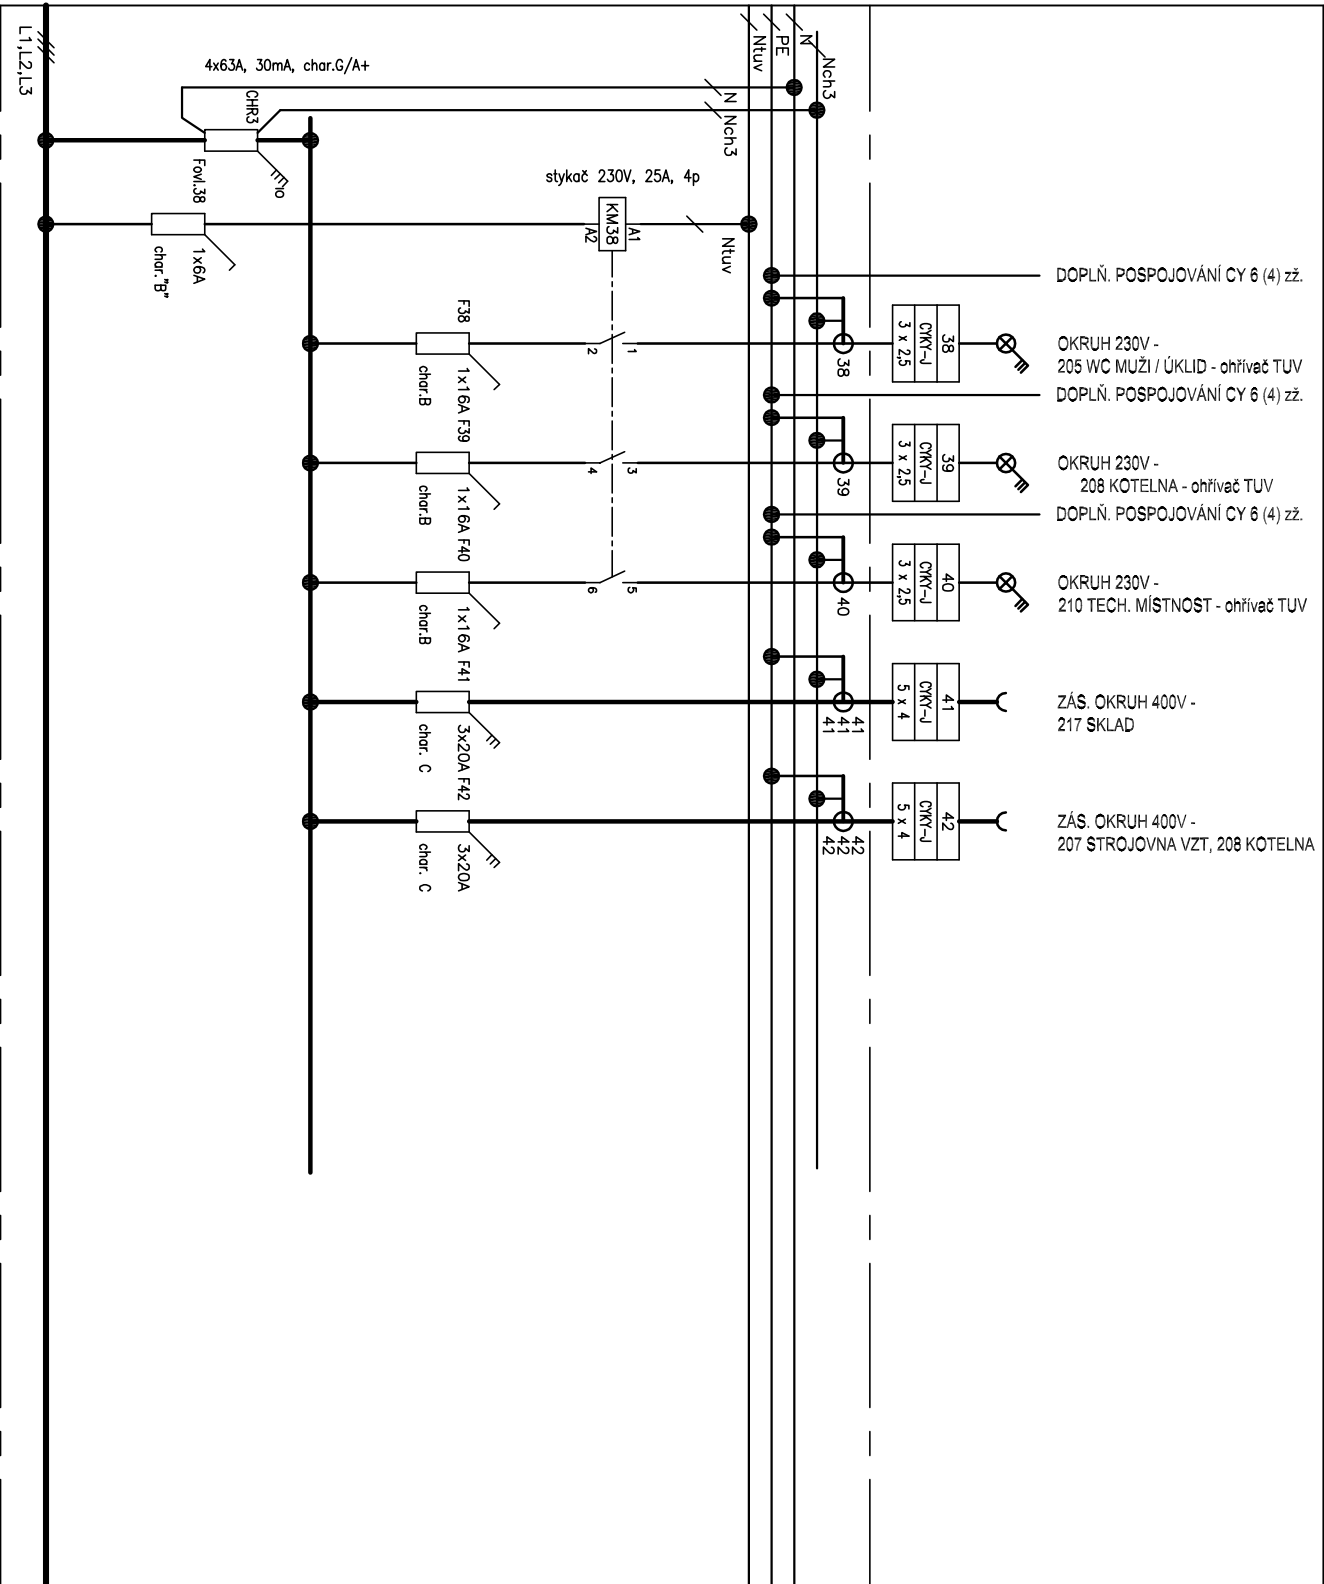 L1,L2,L3
4x63A, 30mA, char.G/A+
CHR3
10
N
Nch3
Ntuv
PE
N
Nch3
Fovl.38
1x6A
char."B"
stykač 230V, 25A, 4p
KM38
A1
A2
Ntuv
DOPLŇ. POSPOJOVÁNÍ CY 6 (4) zž.
F38
1x16A
char.B
1
2
38
38
CYKY-J
3 x 2,5
OKRUH 230V -
205 WC MUŽI / ÚKLID - ohřívač TUV
DOPLŇ. POSPOJOVÁNÍ CY 6 (4) zž.
F39
1x16A
char.B
3
4
39
39
CYKY-J
3 x 2,5
OKRUH 230V -
208 KOTELNA - ohřívač TUV
DOPLŇ. POSPOJOVÁNÍ CY 6 (4) zž.
F40
1x16A
char.B
5
6
40
40
CYKY-J
3 x 2,5
OKRUH 230V -
210 TECH. MÍSTNOST - ohřívač TUV
F41
3x20A
char. C
41
41
41
41
CYKY-J
5 x 4
ZÁS. OKRUH 400V -
217 SKLAD
F42
3x20A
char. C
42
42
42
42
CYKY-J
5 x 4
ZÁS. OKRUH 400V -
207 STROJOVNA VZT, 208 KOTELNA